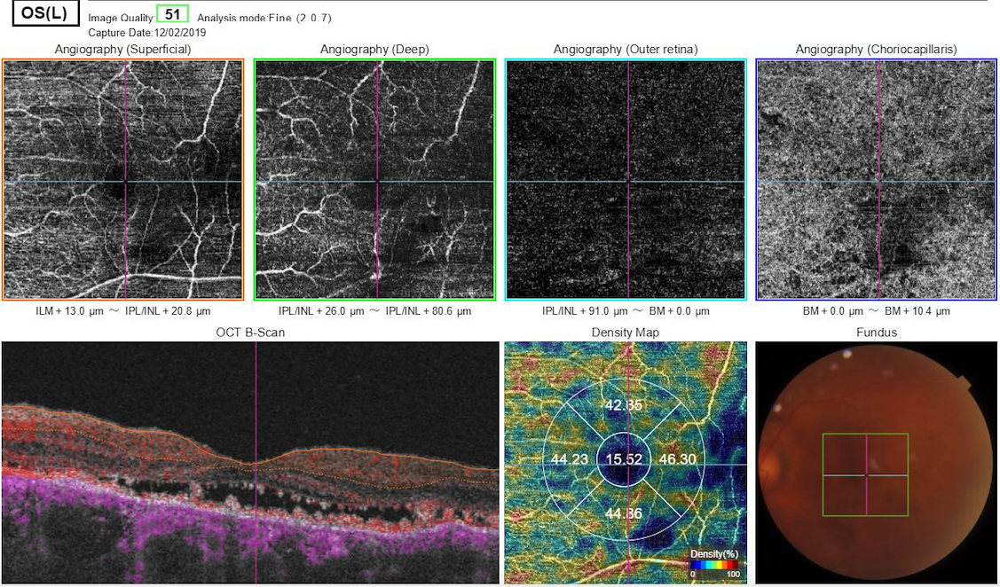 OS(L)
Image Quality: 51 Analysis mode:Fine (2.0.7)
Capture Date:12/02/2019
Angiography (Superficial) Angiography (Deep) Angiography (Outer retina) Angiography (Choriocapillaris)
ILM + 13.0 µm ～ IPL/INL + 20.8 µm IPL/INL + 26.0 µm ～ IPL/INL + 80.6 µm IPL/INL + 91.0 µm ～ BM + 0.0 µm BM + 0.0 µm ～ BM + 10.4 µm
OCT B-Scan Density Map Fundus
42.85
44.23 15.52 46.30
44.86
Density(%)
0 100